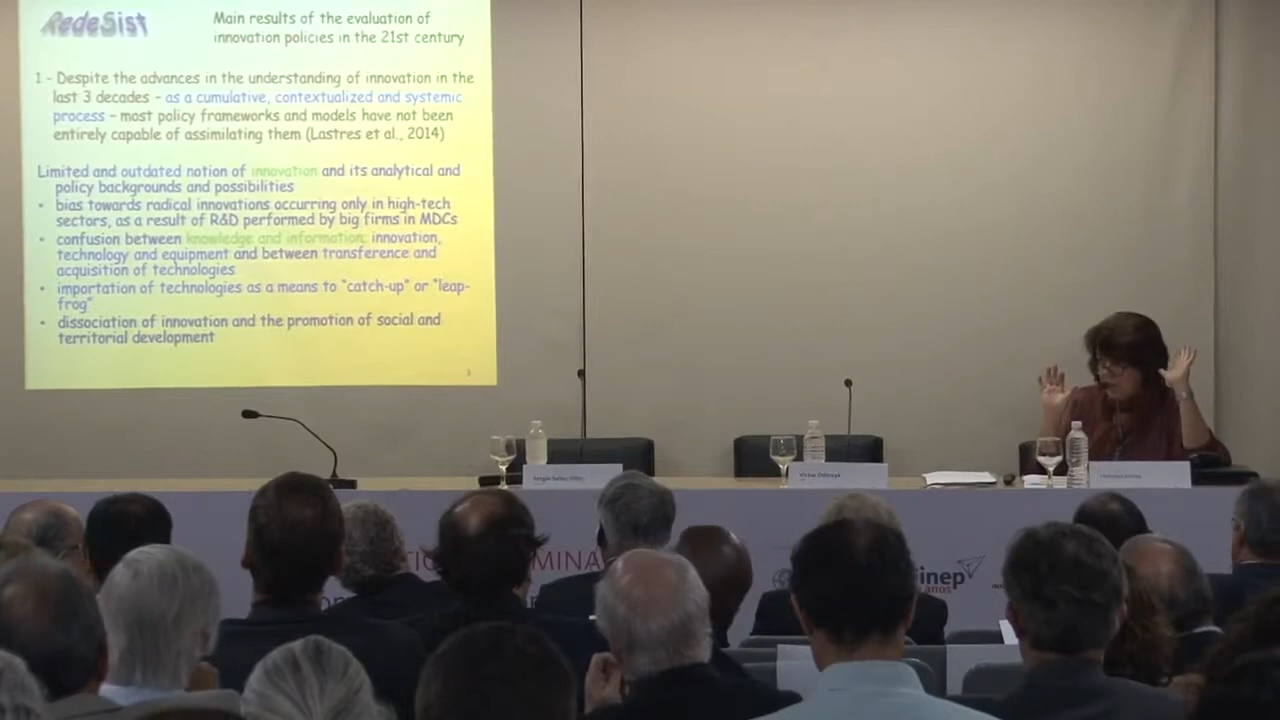 RedeSist
Main results of the evaluation of
innovation policies in the 21st century
1 - Despite the advances in the understanding of innovation in the
last 3 decades - as a cumulative, contextualized and systemic
process - most policy frameworks and models have not been
entirely capable of assimilating them (Lastres et al., 2014)
Limited and outdated notion of innovation and its analytical and
policy backgrounds and possibilities
• bias towards radical innovations occurring only in high-tech
sectors, as a result of R&D performed by big firms in MDCs
• confusion between knowledge and information; innovation,
technology and equipment and between transference and
acquisition of technologies
• importation of technologies as a means to "catch-up" or "leap-
frog"
• dissociation of innovation and the promotion of social and
territorial development
3
MINA
inep
anos